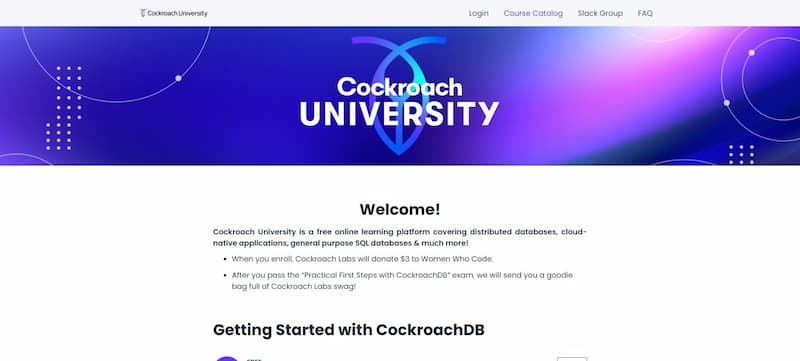 Cockroach University
Login Course Catalog Slack Group FAQ
Cockroach
UNIVERSITY
Welcome!
Cockroach University is a free online learning platform covering distributed databases, cloud-
native applications, general purpose SQL databases & much more!
When you enroll, Cockroach Labs will donate $3 to Women Who Code.
After you pass the “Practical First Steps with CockroachDB” exam, we will send you a goodie
bag full of Cockroach Labs swag!
Getting Started with CockroachDB